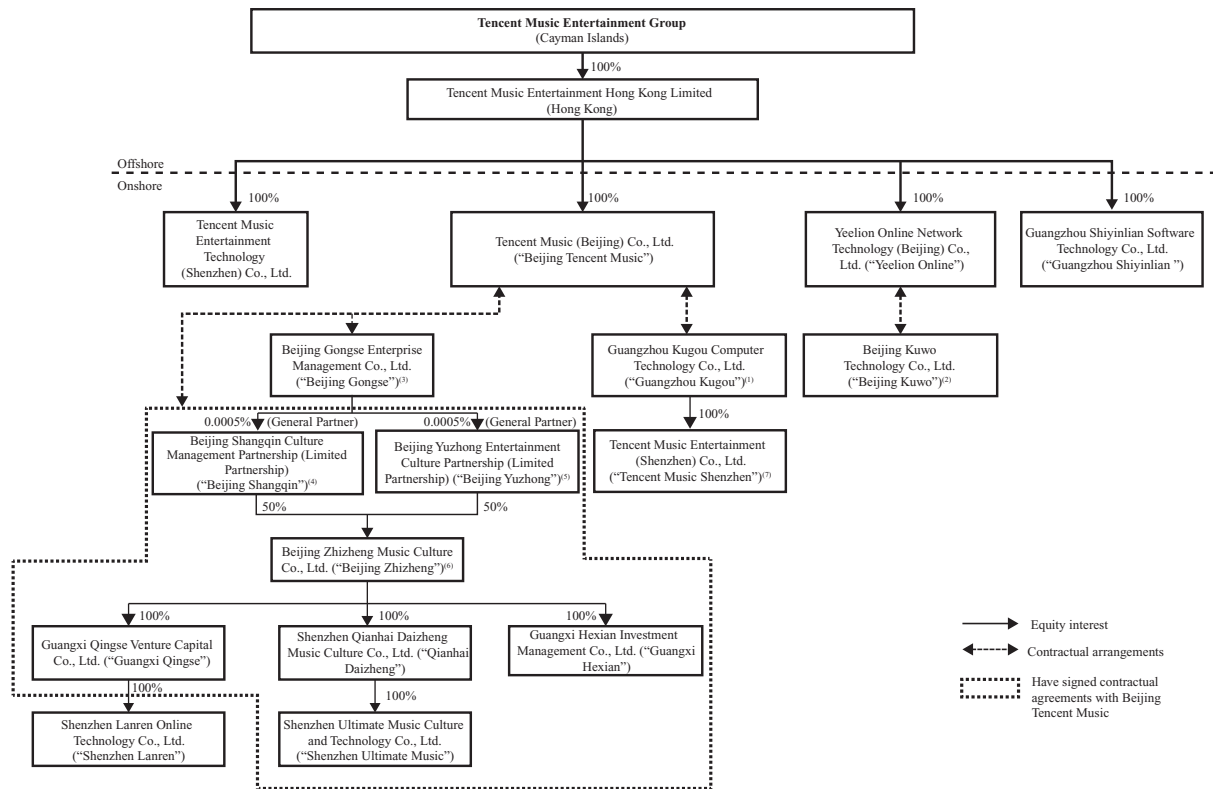 Tencent Music Entertainment Group
(Cayman Islands)
100%
Tencent Music Entertainment Hong Kong Limited
(Hong Kong)
Offshore
Onshore
100%
100%
100%
100%
Tencent Music
Entertainment
Technology
(Shenzhen) Co., Ltd.
Tencent Music (Beijing) Co., Ltd.
(“Beijing Tencent Music”)
Yeelion Online Network
Technology (Beijing) Co.,
Ltd. (“Yeelion Online”)
Guangzhou Shiyinlian Software
Technology Co., Ltd.
(“Guangzhou Shiyinlian ”)
Beijing Gongse Enterprise
Management Co., Ltd.
(“Beijing Gongse”)(3)
Guangzhou Kugou Computer
Technology Co., Ltd.
(“Guangzhou Kugou”)(1)
Beijing Kuwo
Technology Co., Ltd.
(“Beijing Kuwo”)(2)
0.0005% (General Partner)
0.0005% (General Partner)
100%
Beijing Shangqin Culture
Management Partnership (Limited
Partnership)
(“Beijing Shangqin”)(4)
Beijing Yuzhong Entertainment
Culture Partnership (Limited
Partnership) (“Beijing Yuzhong”)(5)
Tencent Music Entertainment
(Shenzhen) Co., Ltd.
(“Tencent Music Shenzhen”)(7)
50%
50%
Beijing Zhizheng Music Culture
Co., Ltd. (“Beijing Zhizheng”)(6)
100%
100%
100%
Guangxi Qingse Venture Capital
Co., Ltd. (“Guangxi Qingse”)
Shenzhen Qianhai Daizheng
Music Culture Co., Ltd. (“Qianhai
Daizheng”)
Guangxi Hexian Investment
Management Co., Ltd. (“Guangxi
Hexian”)
100%
100%
Shenzhen Lanren Online
Technology Co., Ltd.
(“Shenzhen Lanren”)
Shenzhen Ultimate Music Culture
and Technology Co., Ltd.
(“Shenzhen Ultimate Music”)
Equity interest
Contractual arrangements
Have signed contractual
agreements with Beijing
Tencent Music